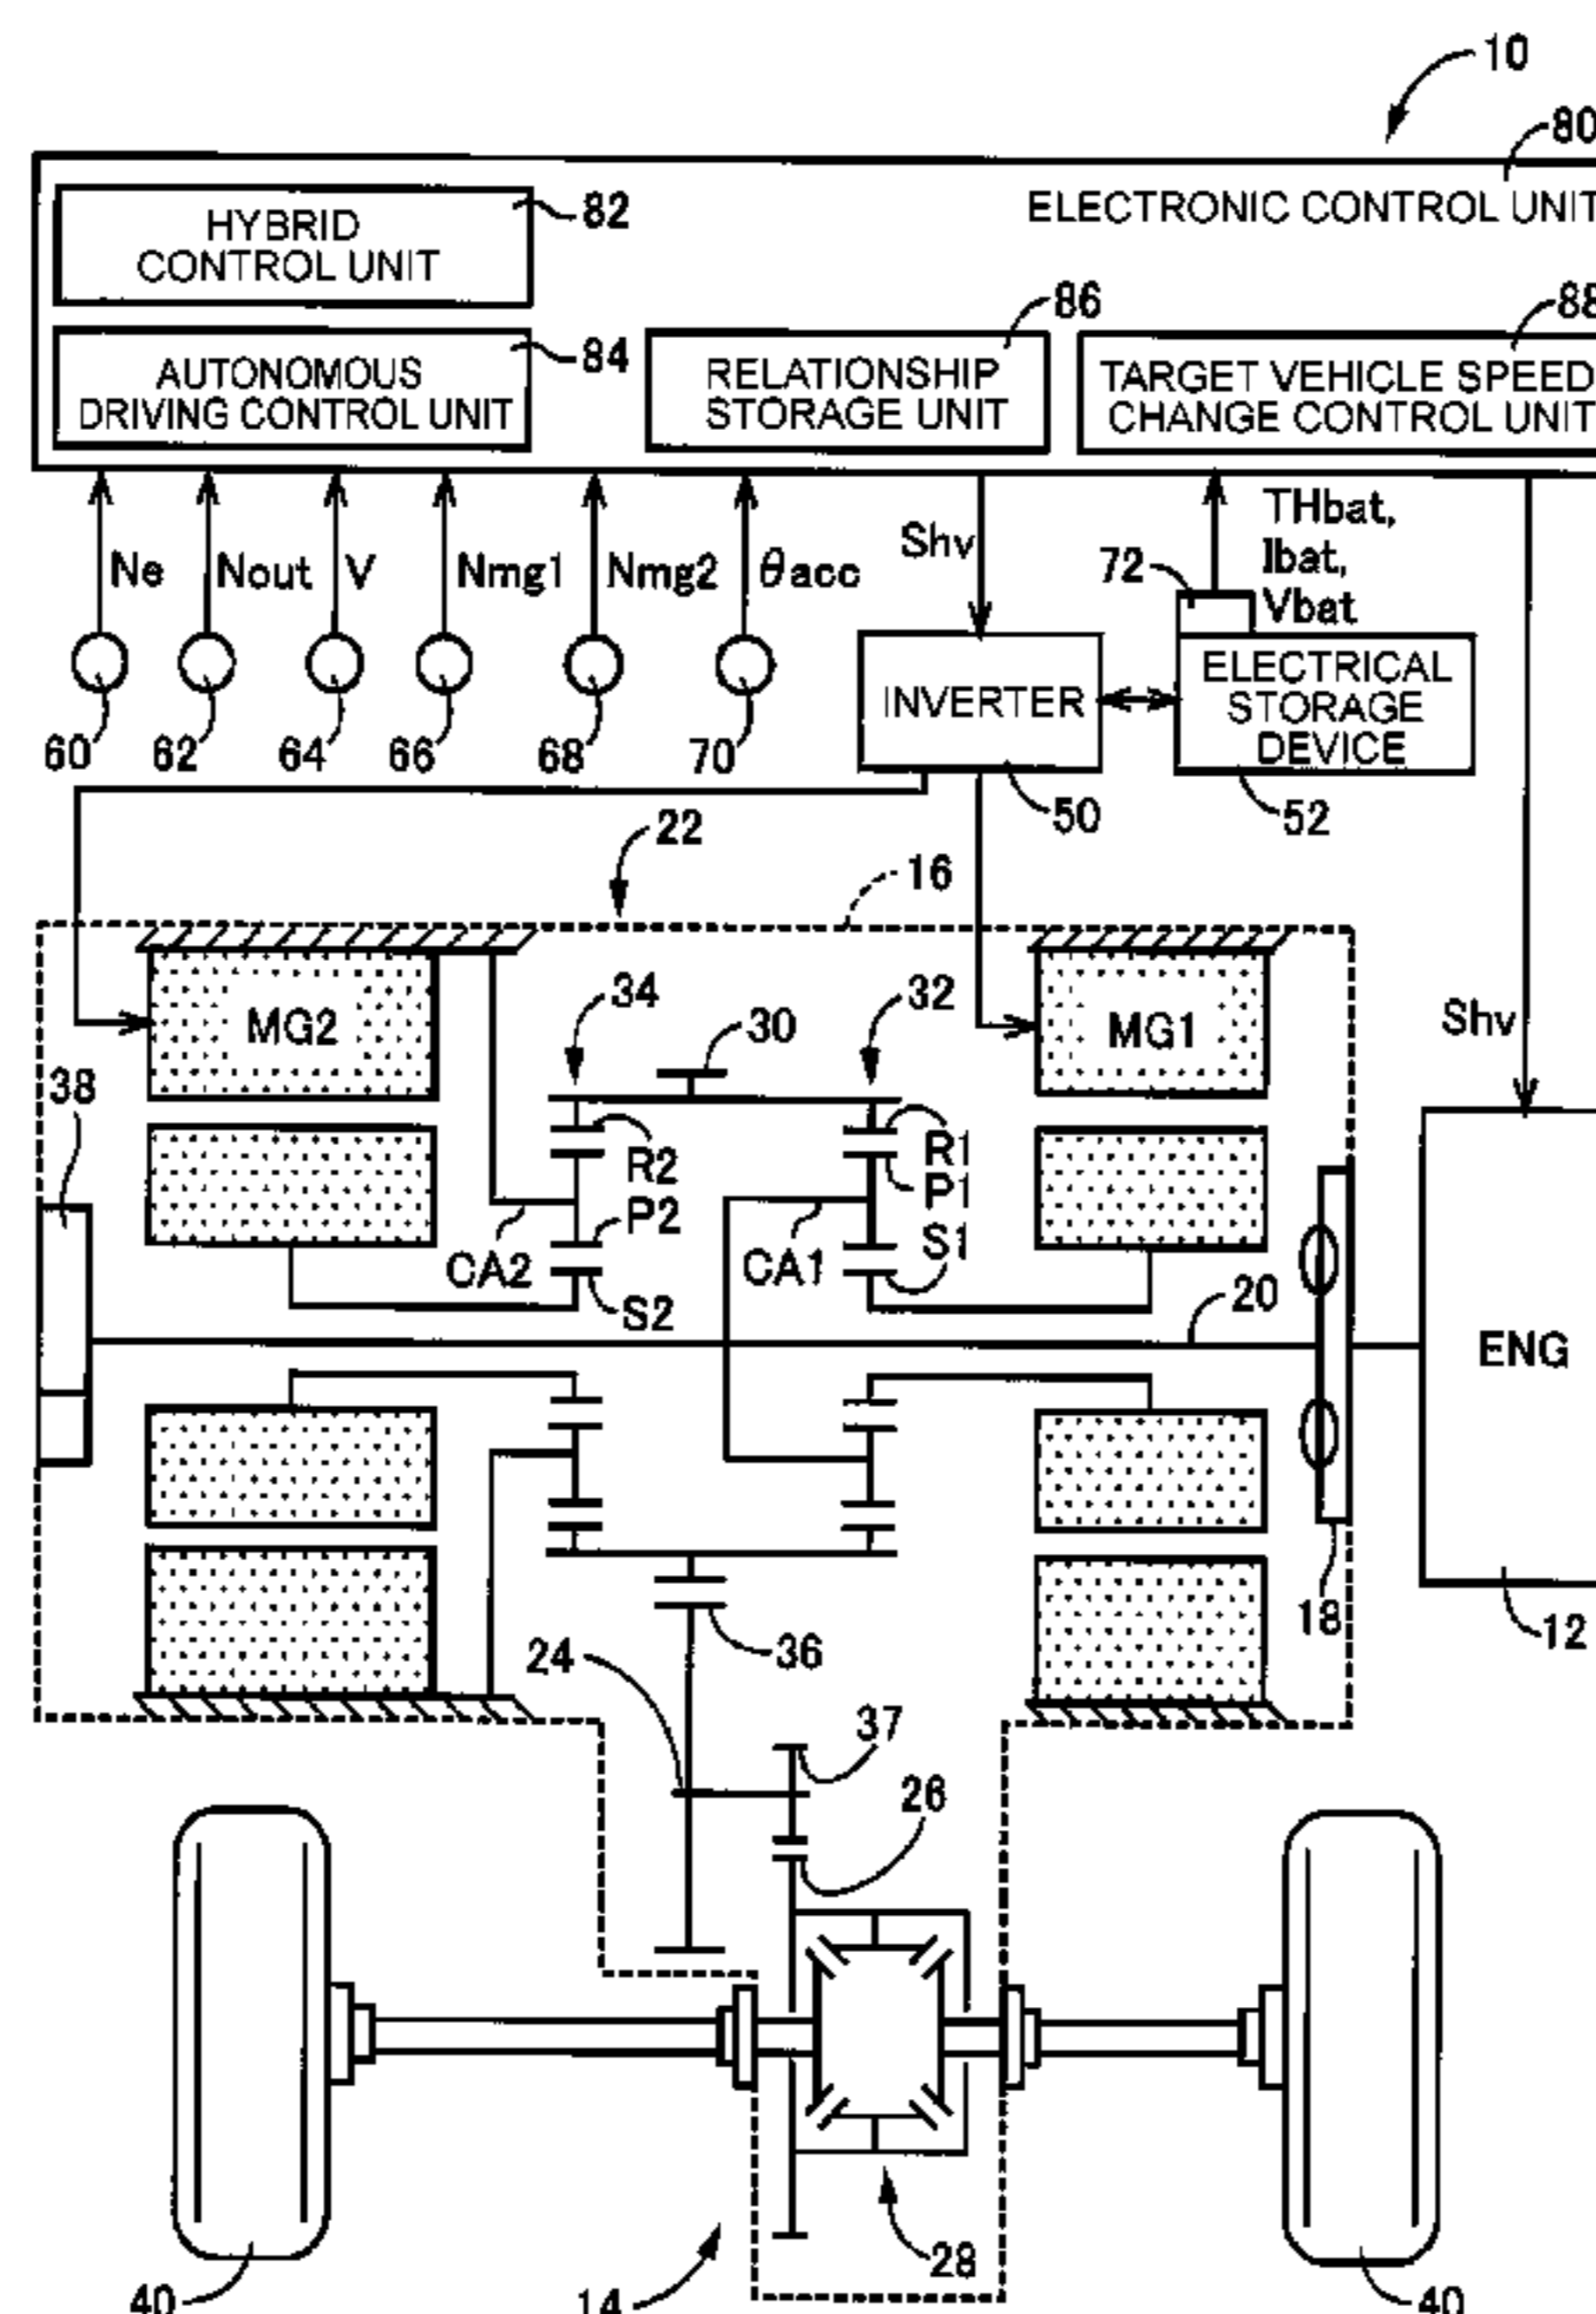 10
80
HYBRID
CONTROL UNIT
82
ELECTRONIC CONTROL UNIT
AUTONOMOUS
DRIVING CONTROL UNIT
84
RELATIONSHIP
STORAGE UNIT
86
TARGET VEHICLE SPEED
CHANGE CONTROL UNIT
88
Ne
Nout
V
Nmg1
Nmg2
θacc
Shv
THbat,
Ibat,
Vbat
72
60
62
64
66
68
70
INVERTER
ELECTRICAL
STORAGE
DEVICE
50
52
22
16
MG2
34
30
32
MG1
Shv
38
R2
R1
P1
P2
S1
CA2
CA1
S2
20
ENG
18
12
24
36
37
26
28
40
14
40